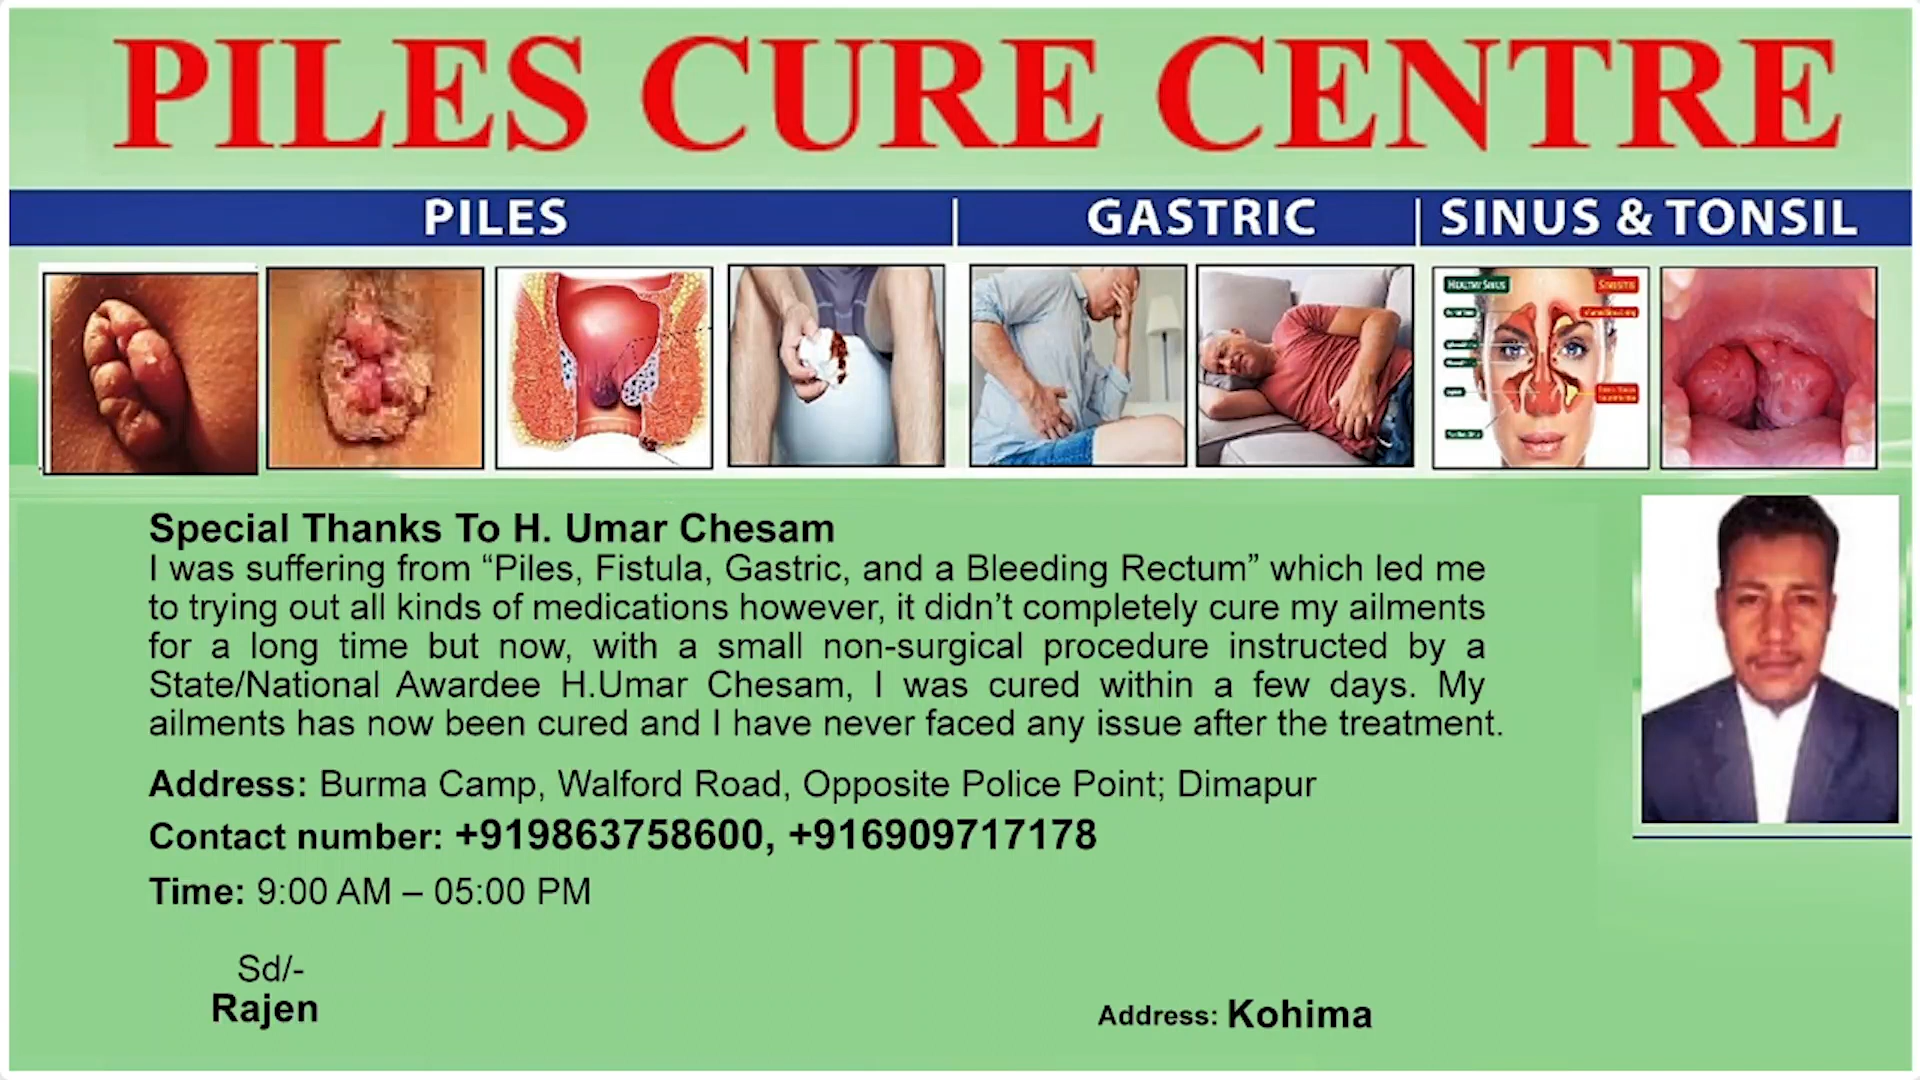 PILES CURE CENTRE
PILES | GASTRIC | SINUS & TONSIL
HEALTHY SINUS
SINUSITIS
Special Thanks To H. Umar Chesam
I was suffering from “Piles, Fistula, Gastric, and a Bleeding Rectum” which led me
to trying out all kinds of medications however, it didn’t completely cure my ailments
for a long time but now, with a small non-surgical procedure instructed by a
State/National Awardee H.Umar Chesam, I was cured within a few days. My
ailments has now been cured and I have never faced any issue after the treatment.
Address: Burma Camp, Walford Road, Opposite Police Point; Dimapur
Contact number: +919863758600, +916909717178
Time: 9:00 AM – 05:00 PM
Sd/-
Rajen
Address: Kohima